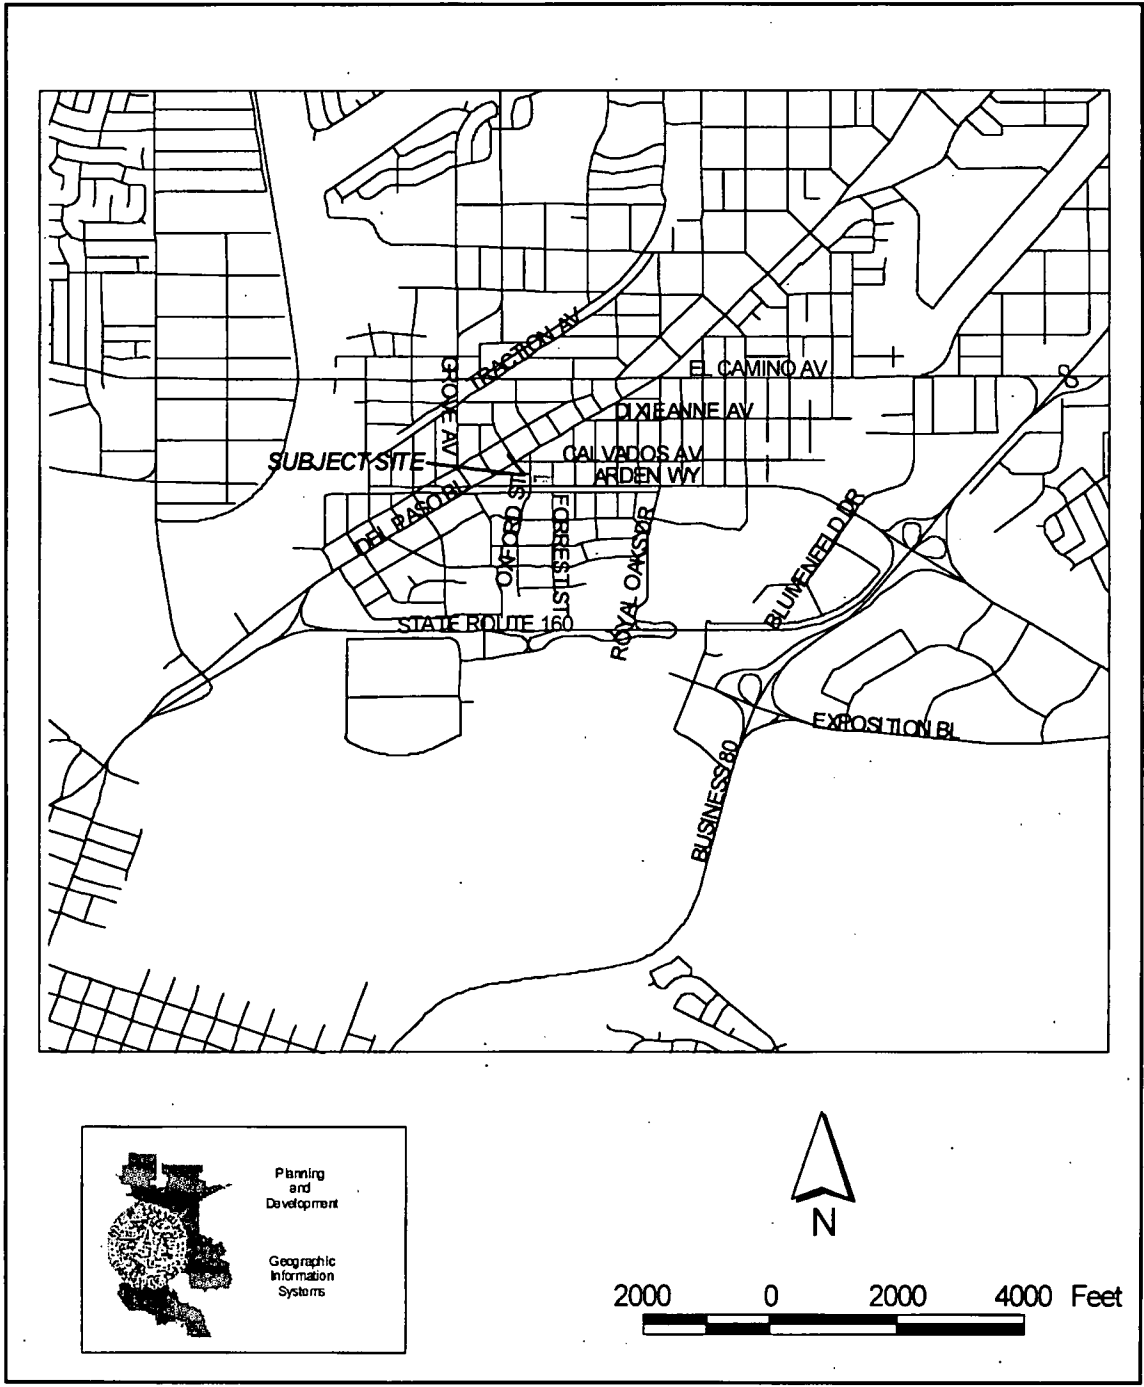 EL CAMINO AV
TRACTION AV
GROVE AV
DIXIEANNE AV
CALVADOS AV
SUBJECT SITE
ARDEN WY
DEL PASO BL
OXFORD ST
FORREST ST
ROYAL OAKS DR
BLUMENFELD DR
STATE ROUTE 160
EXPOSITION BL
BUSINESS 80
Planning
and
Development
Geographic
Information
Systems
N
2000 0 2000 4000 Feet